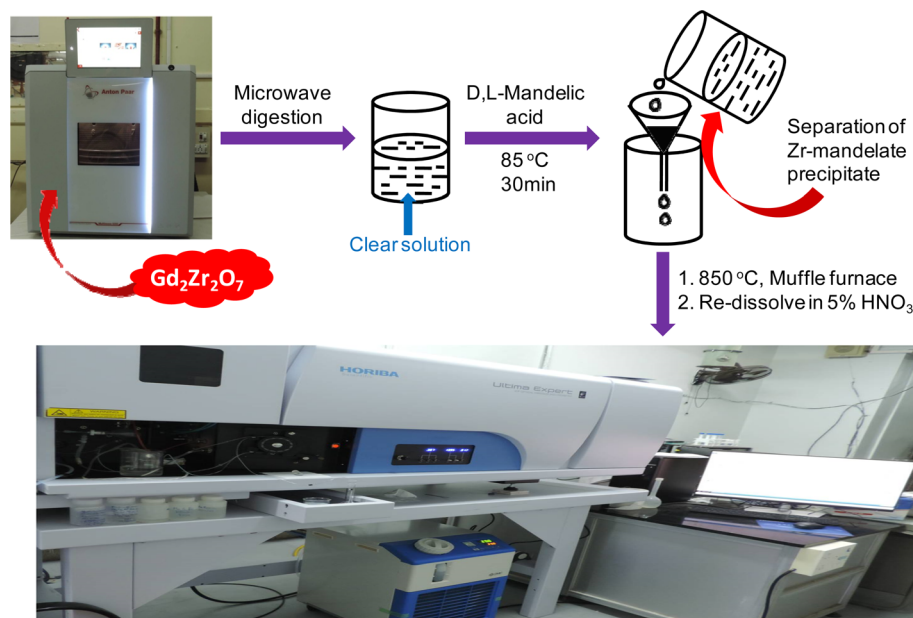 Anton Paar
Microwave
digestion
D,L-Mandelic
acid
85 °C
30min
Separation of
Zr-mandelate
precipitate
Clear solution
Gd₂Zr₂O₇
1. 850 °C, Muffle furnace
2. Re-dissolve in 5% HNO₃
HORIBA
Ultima Expert